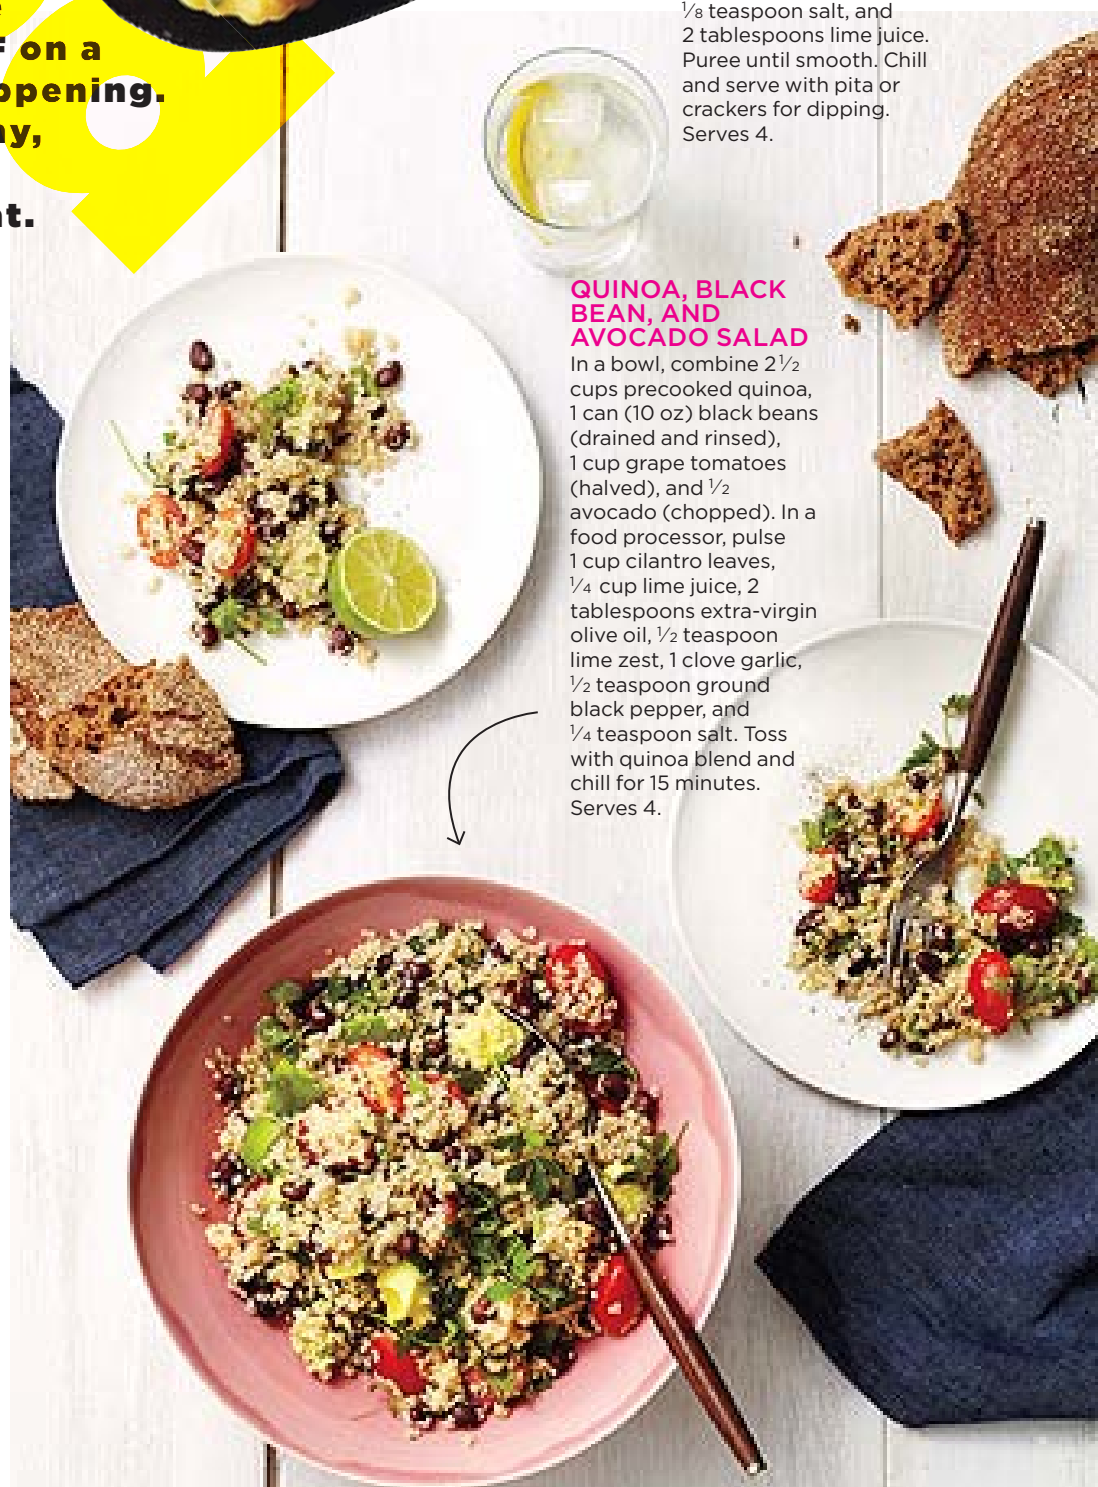 f on a
ppening.
y,
t.
1/8 teaspoon salt, and
2 tablespoons lime juice.
Puree until smooth. Chill
and serve with pita or
crackers for dipping.
Serves 4.
QUINOA, BLACK
BEAN, AND
AVOCADO SALAD
In a bowl, combine 2 1/2
cups precooked quinoa,
1 can (10 oz) black beans
(drained and rinsed),
1 cup grape tomatoes
(halved), and 1/2
avocado (chopped). In a
food processor, pulse
1 cup cilantro leaves,
1/4 cup lime juice, 2
tablespoons extra-virgin
olive oil, 1/2 teaspoon
lime zest, 1 clove garlic,
1/2 teaspoon ground
black pepper, and
1/4 teaspoon salt. Toss
with quinoa blend and
chill for 15 minutes.
Serves 4.